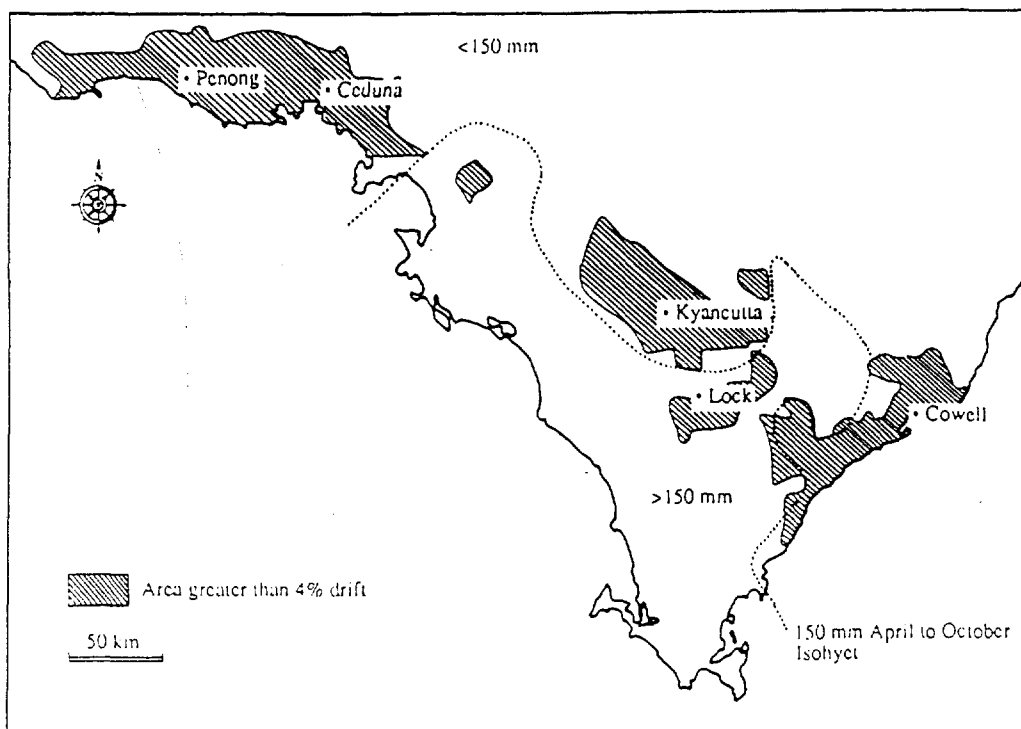 <150 mm
• Penong
• Ceduna
N
• Kyancutta
• Lock
• Cowell
>150 mm
Area greater than 4% drift
50 km
150 mm April to October
Isohyet